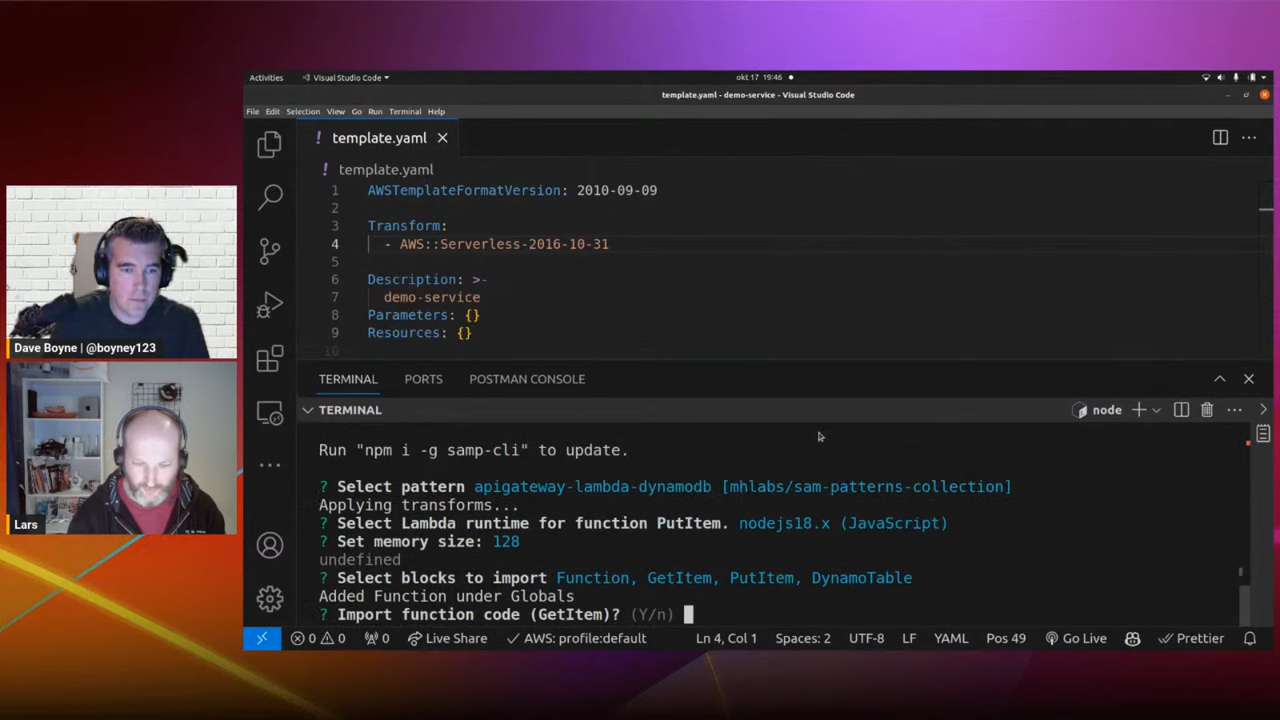 Activities
Visual Studio Code
okt 17 19:46
template.yaml - demo-service - Visual Studio Code
File Edit Selection View Go Run Terminal Help
! template.yaml
! template.yaml
1 AWSTemplateFormatVersion: 2010-09-09
2
3 Transform:
4 - AWS::Serverless-2016-10-31
5
6 Description: >-
7 demo-service
8 Parameters: {}
9 Resources: {}
10
Dave Boyne | @boyney123
TERMINAL PORTS POSTMAN CONSOLE
TERMINAL
node
Run "npm i -g samp-cli" to update.
? Select pattern apigateway-lambda-dynamodb [mhlabs/sam-patterns-collection]
Applying transforms...
? Select Lambda runtime for function PutItem. nodejs18.x (JavaScript)
? Set memory size: 128
undefined
? Select blocks to import Function, GetItem, PutItem, DynamoTable
Added Function under Globals
? Import function code (GetItem)? (Y/n)
Lars
0 0 0 Live Share AWS: profile:default Ln 4, Col 1 Spaces: 2 UTF-8 LF YAML Pos 49 Go Live Prettier